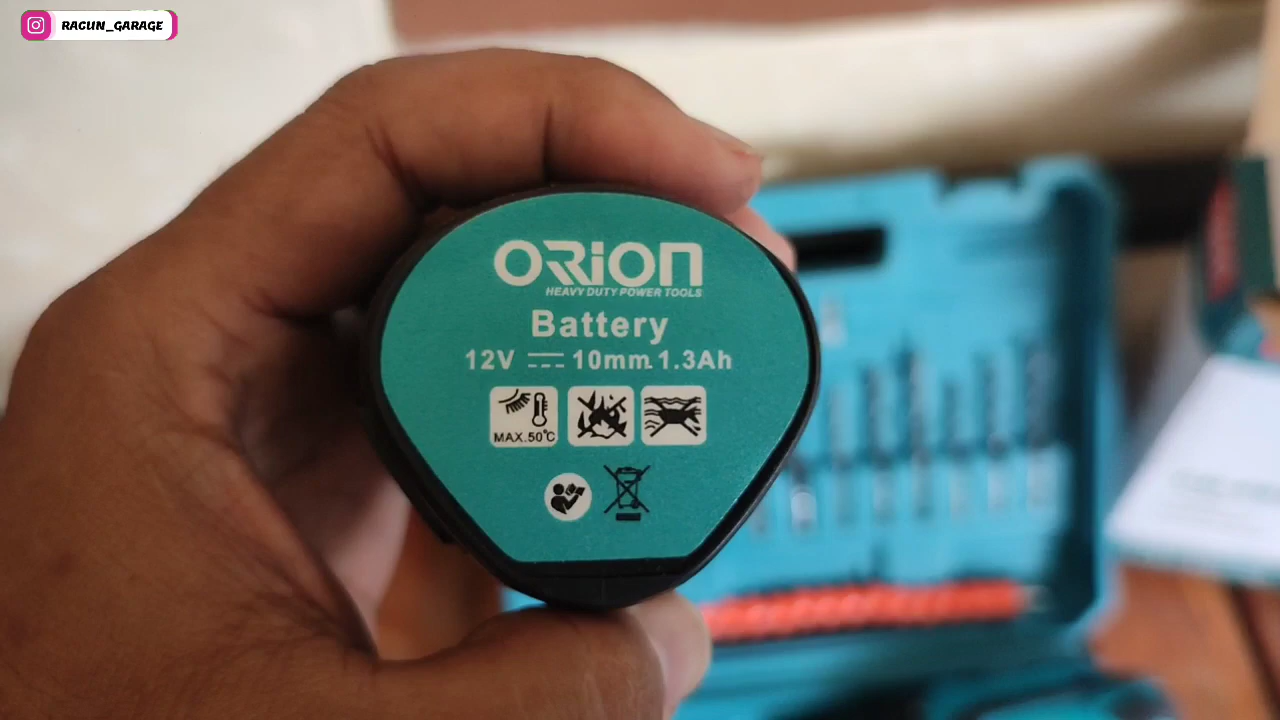 RACUN_GARAGE
ORiON
HEAVY DUTY POWER TOOLS
Battery
12V 10mm 1.3Ah
MAX.50°C